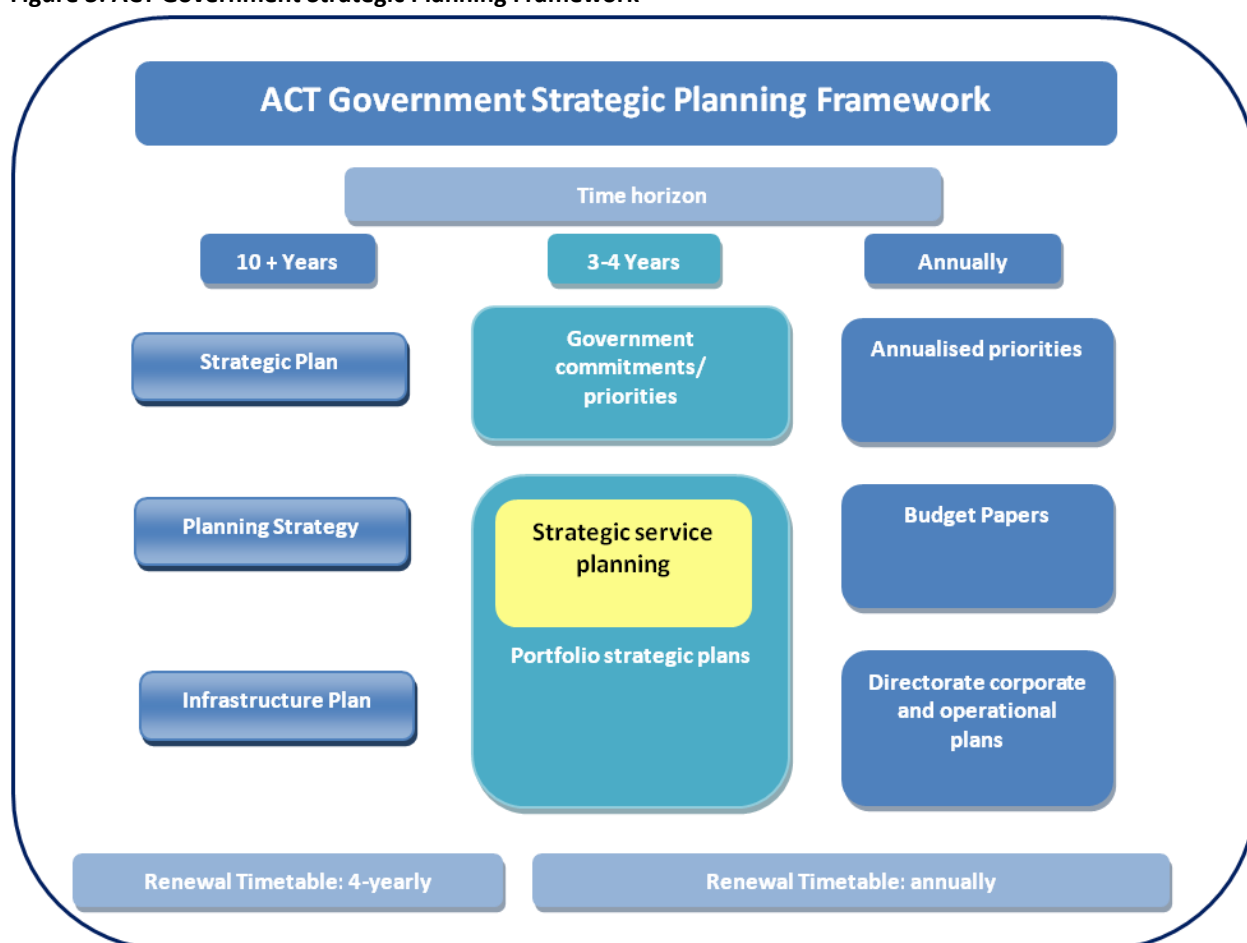 ACT Government Strategic Planning Framework
Time horizon
10 + Years
3-4 Years
Annually
Strategic Plan
Government
commitments/
priorities
Annualised priorities
Planning Strategy
Strategic service
planning
Budget Papers
Portfolio strategic plans
Infrastructure Plan
Directorate corporate
and operational
plans
Renewal Timetable: 4-yearly
Renewal Timetable: annually